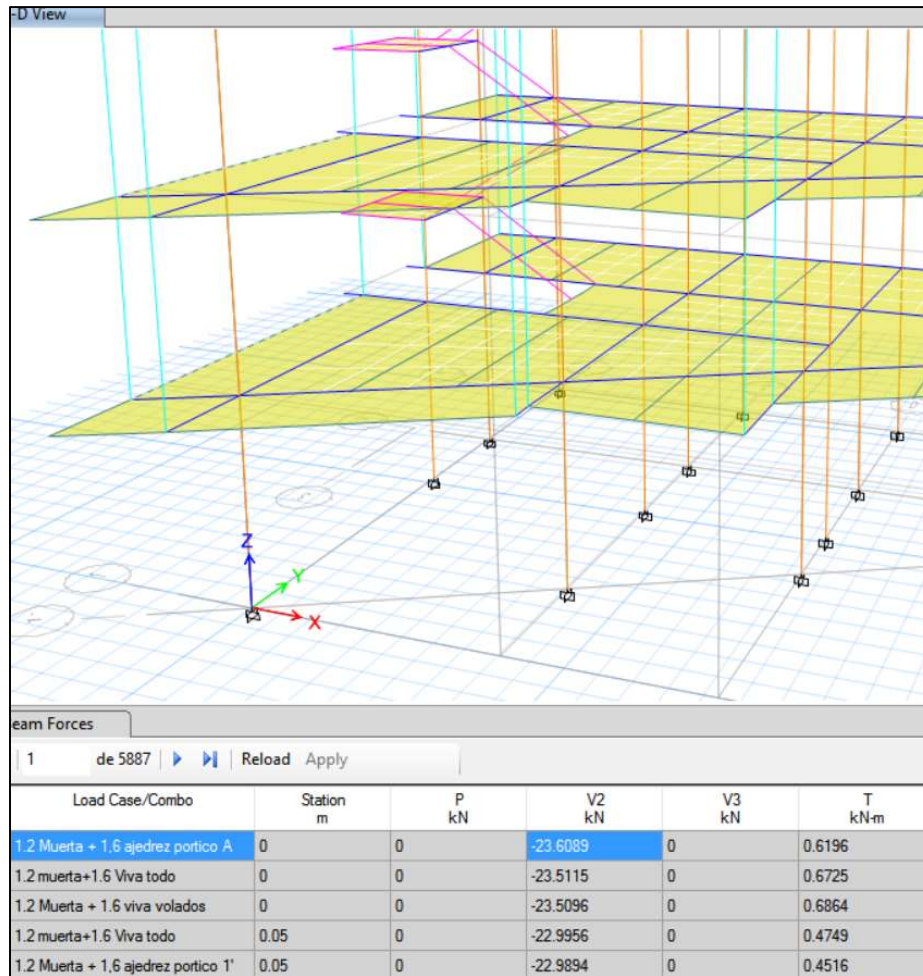 -D View
Z
Y
X
eam Forces
1 de 5887 Reload Apply
Load Case/Combo Station P V2 V3 T
m kN kN kN kN-m
1.2 Muerta + 1,6 ajedrez portico A 0 0 -23.6089 0 0.6196
1.2 muerta+1.6 Viva todo 0 0 -23.5115 0 0.6725
1.2 Muerta + 1.6 viva volados 0 0 -23.5096 0 0.6864
1.2 muerta+1.6 Viva todo 0.05 0 -22.9956 0 0.4749
1.2 Muerta + 1,6 ajedrez portico 1' 0.05 0 -22.9894 0 0.4516